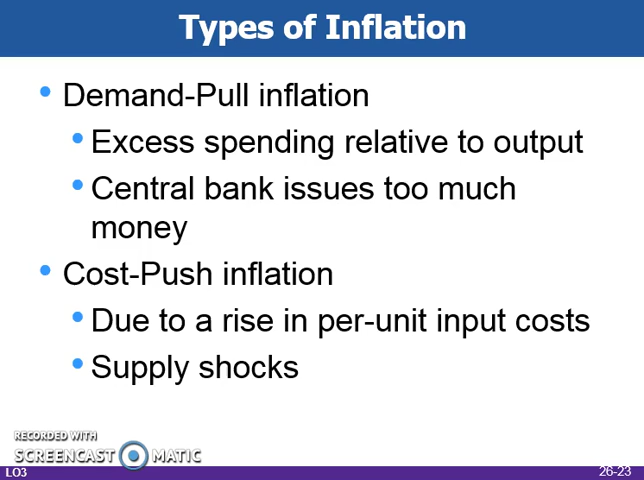 Types of Inflation
• Demand-Pull inflation
• Excess spending relative to output
• Central bank issues too much
money
• Cost-Push inflation
• Due to a rise in per-unit input costs
• Supply shocks
RECORDED WITH
SCREENCAST MATIC
LO3
26-23